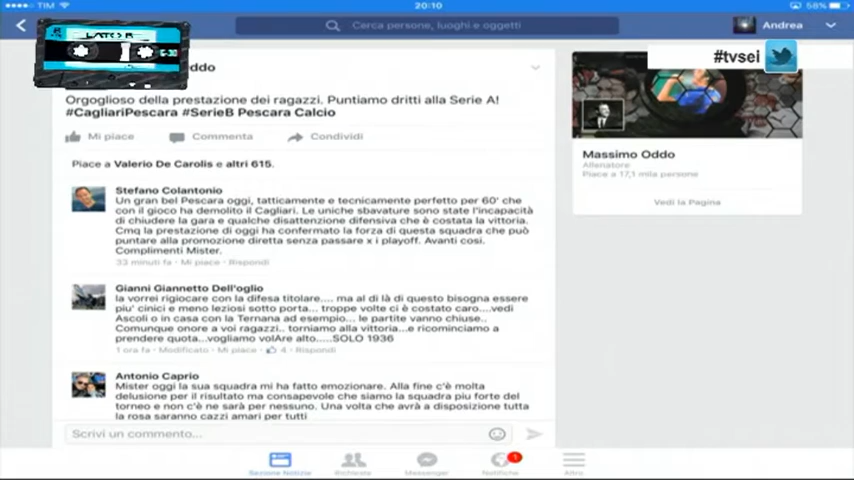 TIM
20:10
58%
Cerca persone, luoghi e oggetti
Andrea
LATO B
#tvsei
ddo
Orgoglioso della prestazione dei ragazzi. Puntiamo dritti alla Serie A!
#CagliariPescara #SerieB Pescara Calcio
Mi piace Commenta Condividi
Piace a Valerio De Carolis e altri 615.
Stefano Colantonio
Un gran bel Pescara oggi, tatticamente e tecnicamente perfetto per 60' che
con il gioco ha demolito il Cagliari. Le uniche sbavature sono state l'incapacità
di chiudere la gara e qualche disattenzione difensiva che è costata la vittoria.
Cmq la prestazione di oggi ha confermato la forza di questa squadra che può
puntare alla promozione diretta senza passare x i playoff. Avanti così.
Complimenti Mister.
33 minuti fa · Mi piace · Rispondi
Gianni Giannetto Dell'oglio
la vorrei rigiocare con la difesa titolare.... ma al di là di questo bisogna essere
piu' cinici e meno leziosi sotto porta... troppe volte ci è costato caro....vedi
Ascoli o in casa con la Ternana ad esempio... le partite vanno chiuse..
Comunque onore a voi ragazzi.. torniamo alla vittoria...e ricominciamo a
prendere quota...vogliamo volAre alto.....SOLO 1936
1 ora fa · Modificato · Mi piace · 4 · Rispondi
Antonio Caprio
Mister oggi la sua squadra mi ha fatto emozionare. Alla fine c'è molta
delusione per il risultato ma consapevole che siamo la squadra piu forte del
torneo e non c'è ne sarà per nessuno. Una volta che avrà a disposizione tutta
la rosa saranno cazzi amari per tutti
Scrivi un commento...
Massimo Oddo
Allenatore
Piace a 17,1 mila persone
Vedi la Pagina
Sezione Notizie
Richieste
Messenger
1
Notifiche
Altro